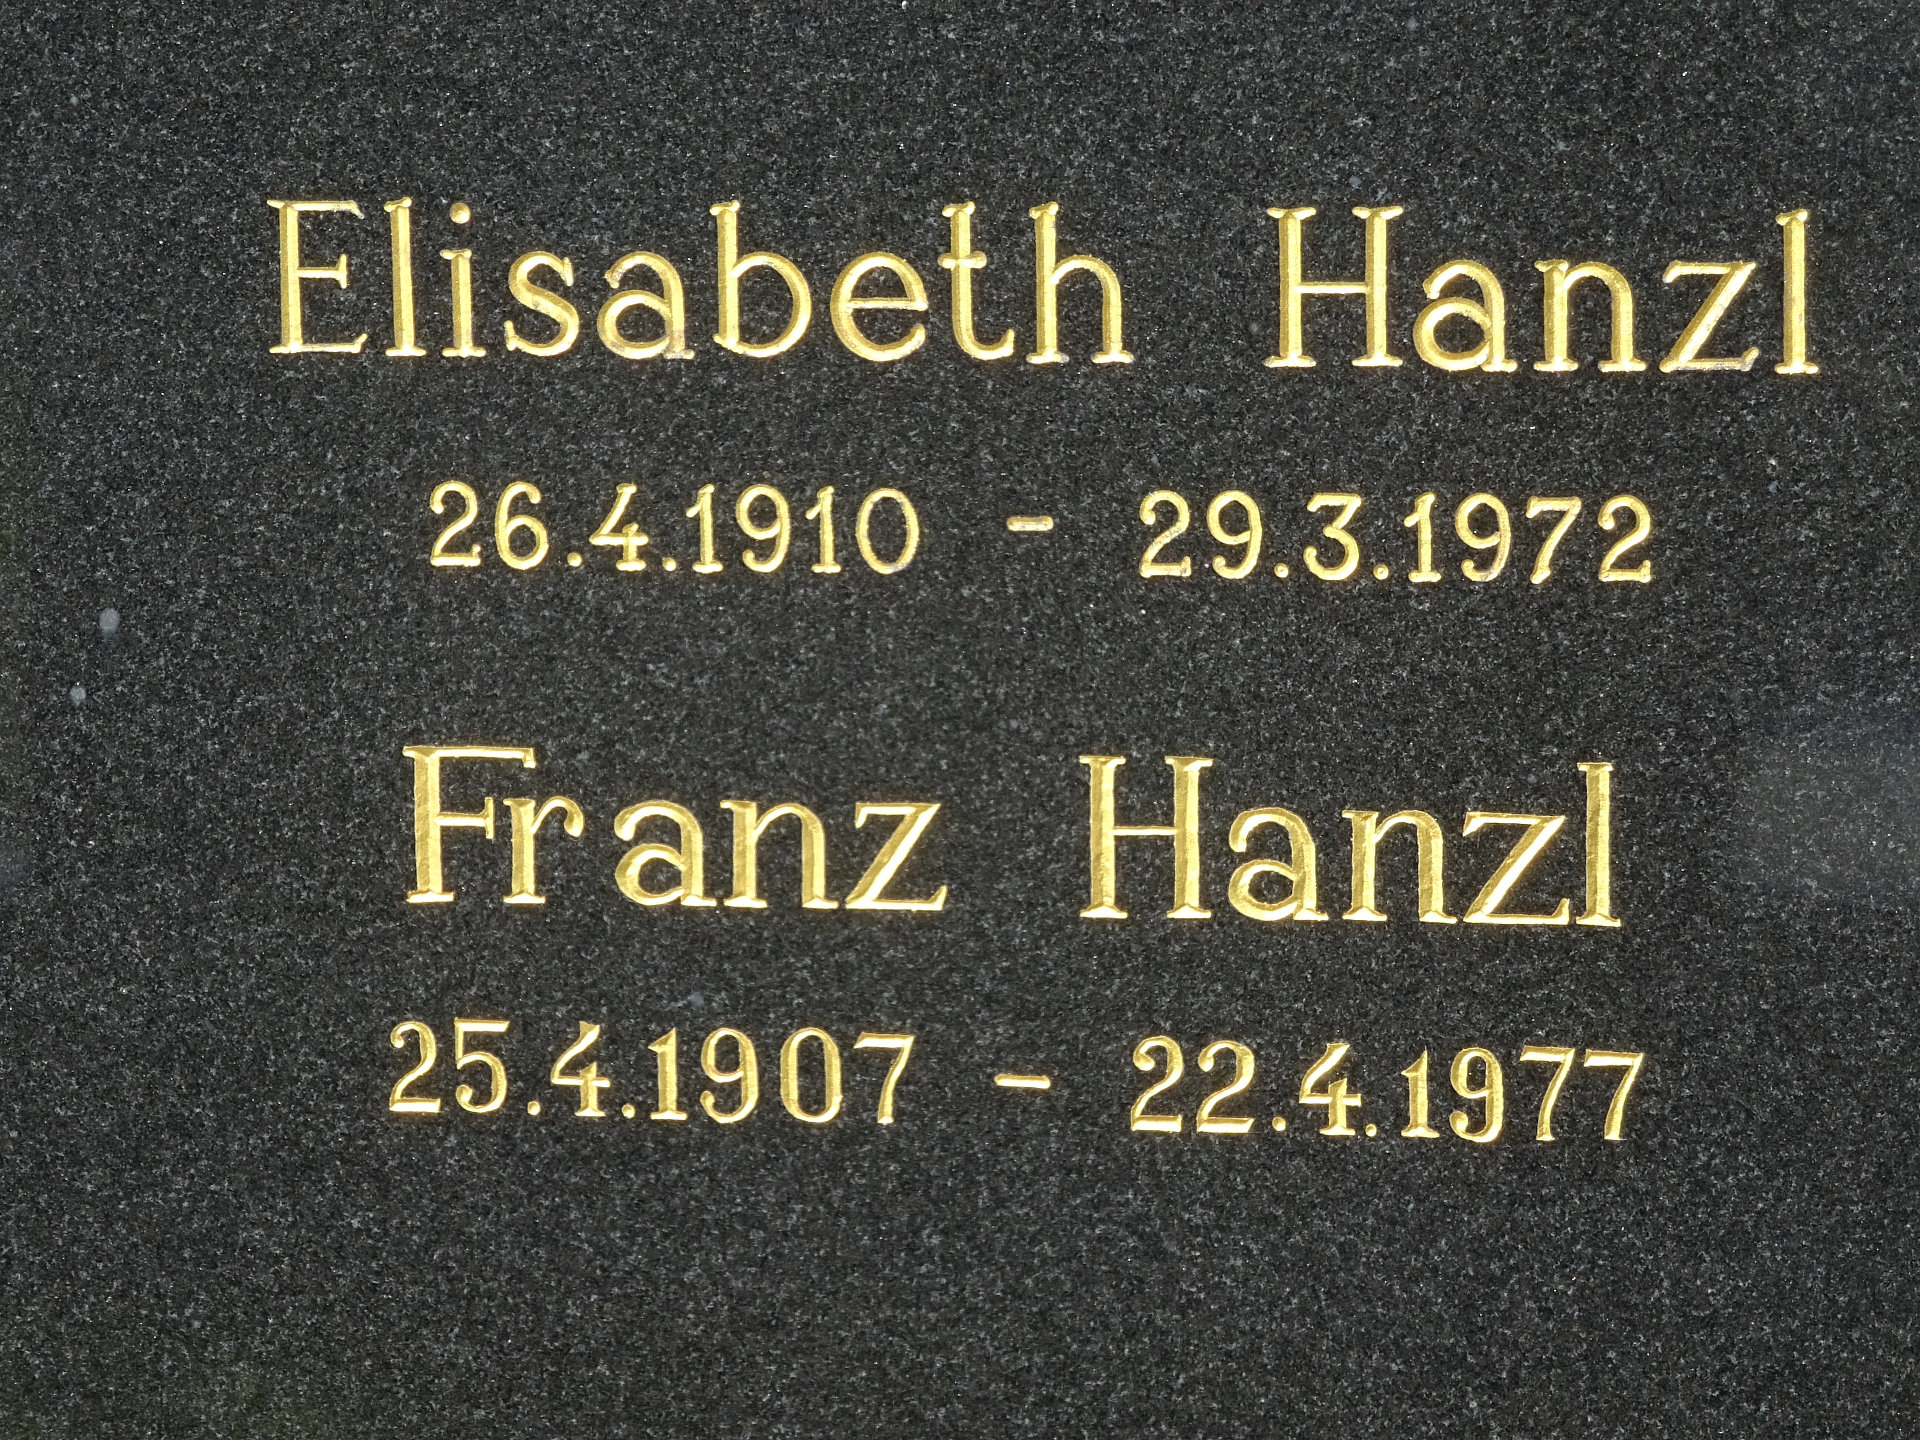 Elisabeth Hanzl
26.4.1910 - 29.3.1972
Franz Hanzl
25.4.1907 - 22.4.1977